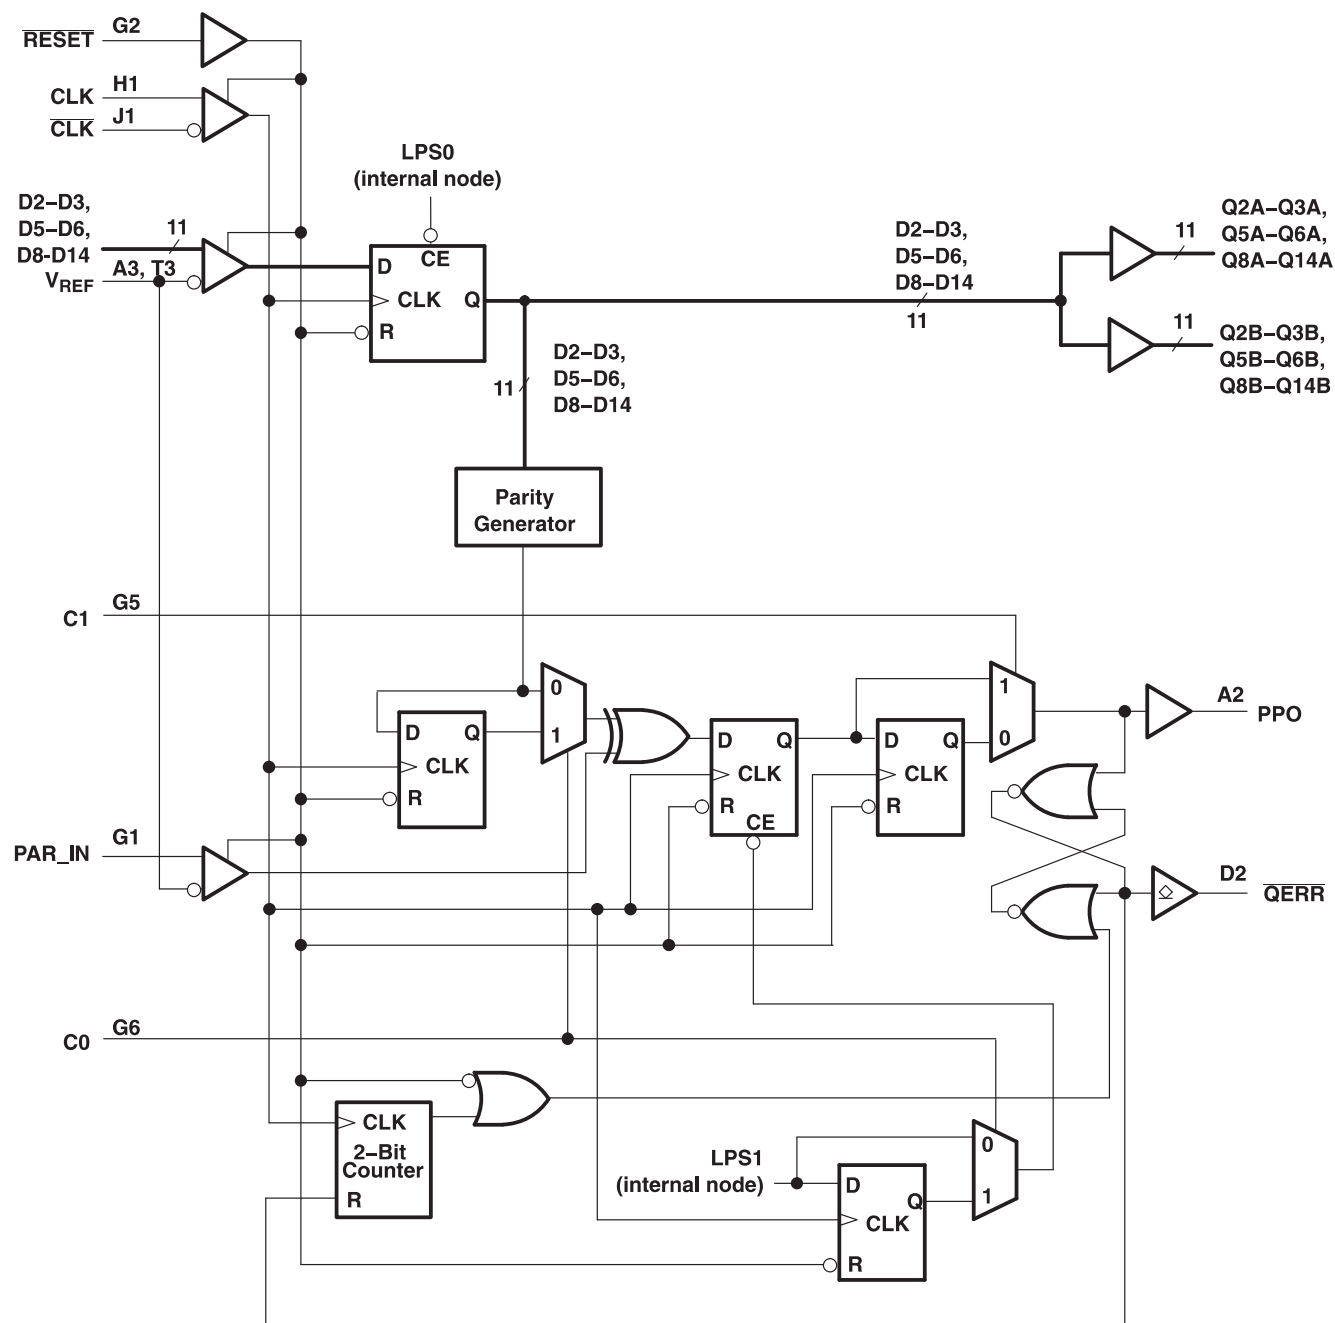 RESET G2
CLK H1
CLK J1
LPS0
(internal node)
D2–D3,
D5–D6,
D8-D14
11
VREF A3, T3
D
CE
CLK
Q
R
D2–D3,
D5–D6,
D8–D14
11
11
Q2A–Q3A,
Q5A–Q6A,
Q8A–Q14A
11
Q2B–Q3B,
Q5B–Q6B,
Q8B–Q14B
11
D2–D3,
D5–D6,
D8–D14
Parity
Generator
C1 G5
0
1
D Q
CLK
R
D Q
CLK
R
CE
D Q
CLK
R
1
0
A2
PPO
PAR_IN G1
D2
QERR
C0 G6
CLK
2–Bit
Counter
R
LPS1
(internal node)
0
1
D
Q
CLK
R